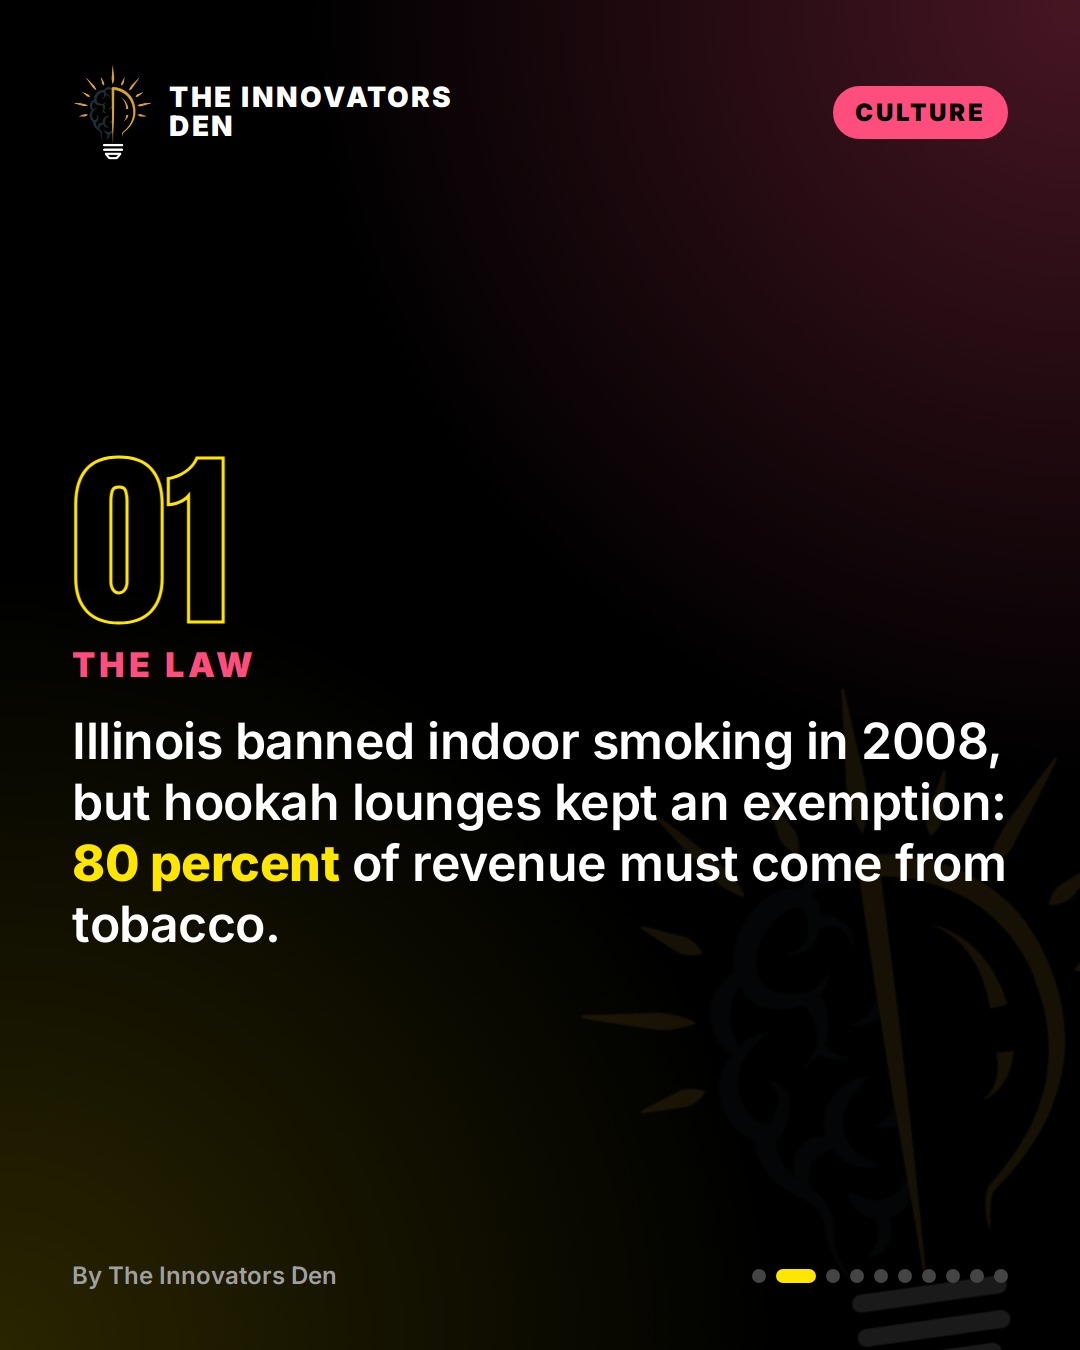 THE INNOVATORS
DEN
CULTURE
01
THE LAW
Illinois banned indoor smoking in 2008,
but hookah lounges kept an exemption:
80 percent of revenue must come from
tobacco.
By The Innovators Den